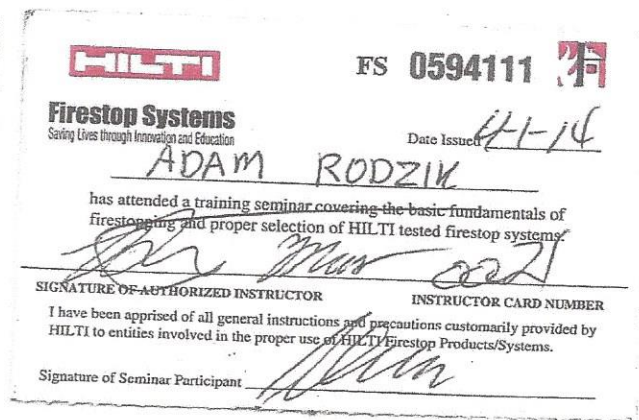 HILTI
FS 0594111
Firestop Systems
Saving Lives through Innovation and Education
Date Issued 4-1-14
ADAM RODZIK
has attended a training seminar covering the basic fundamentals of
firestopping and proper selection of HILTI tested firestop systems.
SIGNATURE OF AUTHORIZED INSTRUCTOR
INSTRUCTOR CARD NUMBER
I have been apprised of all general instructions and precautions customarily provided by
HILTI to entities involved in the proper use of HILTI Firestop Products/Systems.
Signature of Seminar Participant